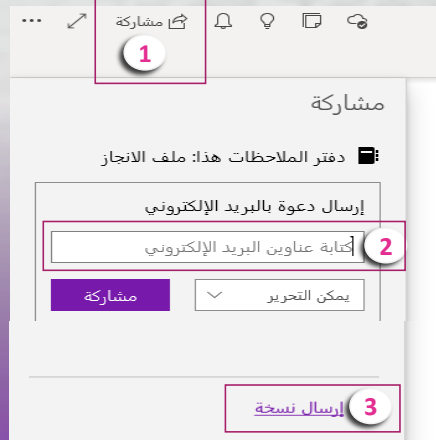 مشاركة
1
مشاركة
دفتر الملاحظات هذا: ملف الانجاز
إرسال دعوة بالبريد الإلكتروني
2
كتابة عناوين البريد الإلكتروني
يمكن التحرير
مشاركة
3
إرسال نسخة